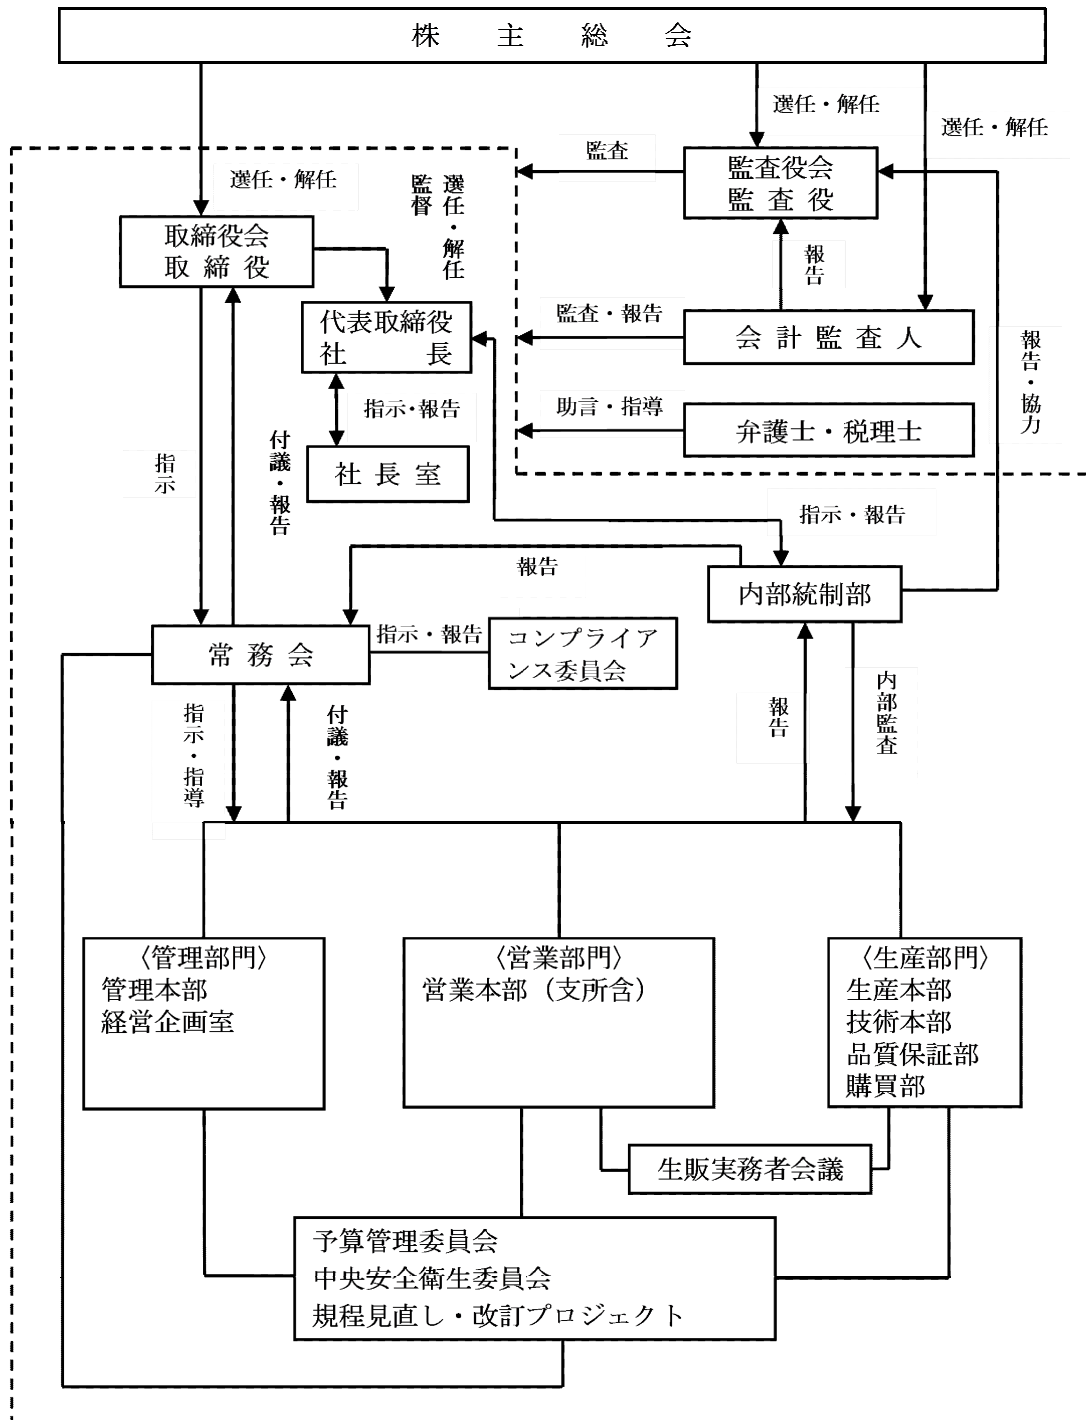 株主総会
選任・解任
選任・解任
選任・解任
監査
監査役会
監査役
選任・解任
監督
取締役会
取締役
報告
代表取締役
社長
監査・報告
会計監査人
報告・協力
指示・報告
助言・指導
弁護士・税理士
社長室
付議・報告
指示
指示・報告
報告
内部統制部
常務会
指示・報告
コンプライア
ンス委員会
指示・指導
付議・報告
報告
内部監査
〈管理部門〉
管理本部
経営企画室
〈営業部門〉
営業本部（支所含）
〈生産部門〉
生産本部
技術本部
品質保証部
購買部
生販実務者会議
予算管理委員会
中央安全衛生委員会
規程見直し・改訂プロジェクト